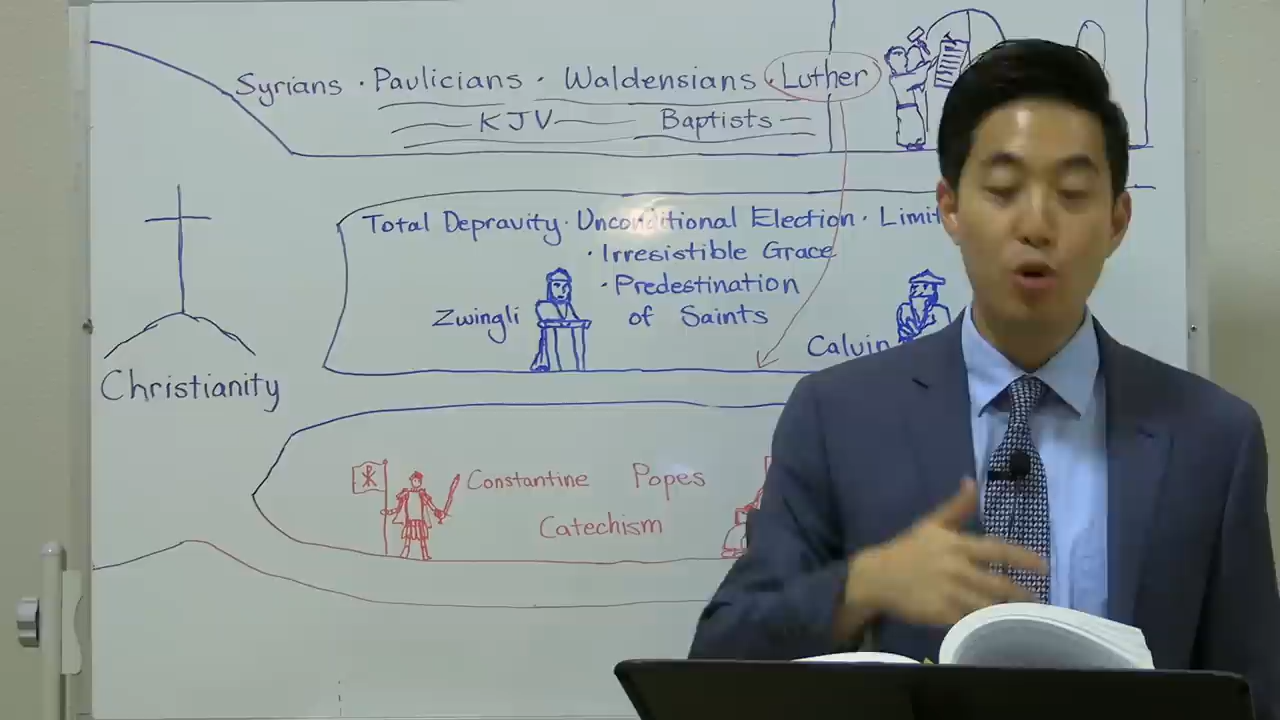 Syrians · Paulicians · Waldensians · Luther
KJV Baptists
Total Depravity · Unconditional Election · Limit
· Irresistible Grace
· Predestination
of Saints
Zwingli
Calvin
Christianity
Constantine Popes
Catechism